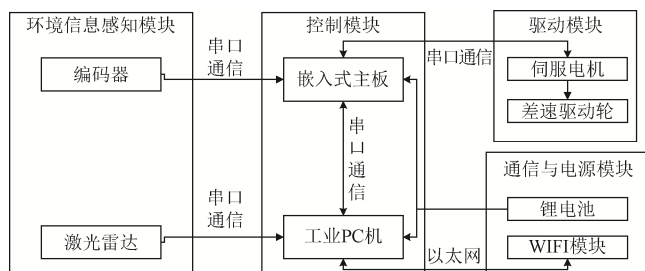 环境信息感知模块
编码器
激光雷达
串口
通信
串口
通信
控制模块
嵌入式主板
串口通信
工业PC机
串口通信
以太网
驱动模块
伺服电机
差速驱动轮
通信与电源模块
锂电池
WIFI模块